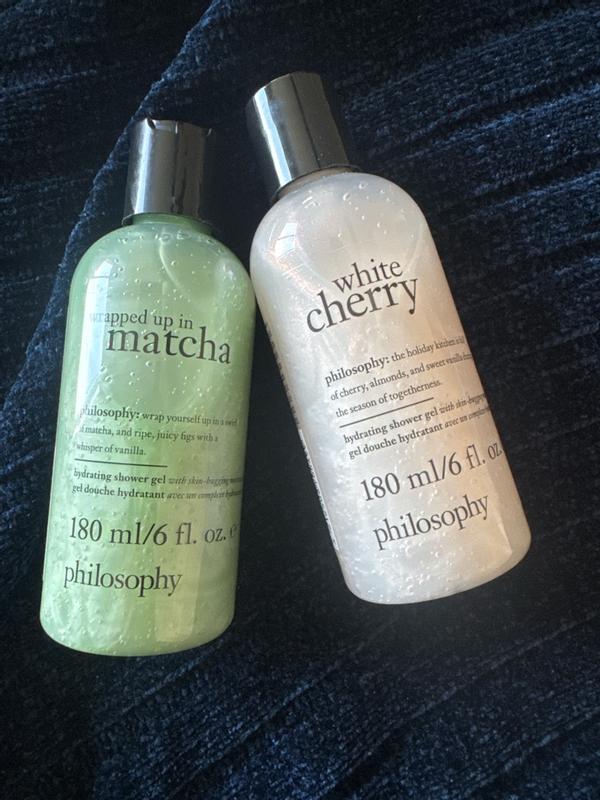 wrapped up in
matcha
philosophy: wrap yourself up in a swirl
of matcha, and ripe, juicy figs with a
whisper of vanilla.
hydrating shower gel with skin-hugging
gel douche hydratant avec un complexe
180 ml/6 fl. oz. e
philosophy
white
cherry
philosophy: the holiday kitchen is full
of cherry, almonds, and sweet vanilla
the season of togetherness.
hydrating shower gel with skin-hugging
gel douche hydratant avec un complexe
180 ml/6 fl. oz.
philosophy